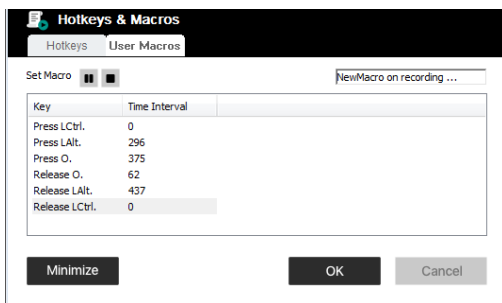 Hotkeys & Macros
Hotkeys User Macros
Set Macro NewMacro on recording ...
Key Time Interval
Press LCtrl. 0
Press LAlt. 296
Press O. 375
Release O. 62
Release LAlt. 437
Release LCtrl. 0
Minimize OK Cancel